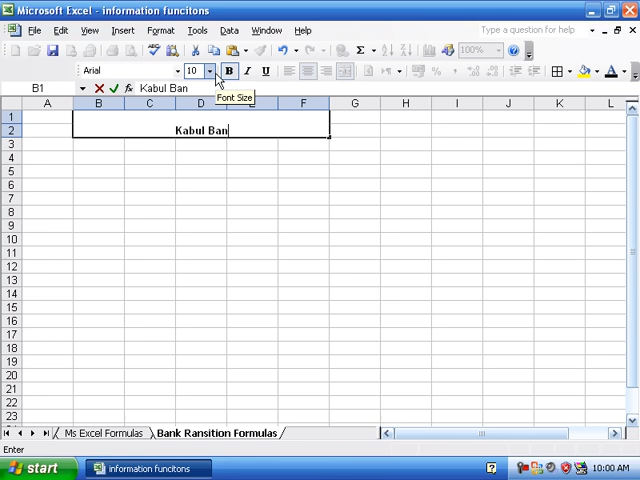 Microsoft Excel - information funcitons
File Edit View Insert Format Tools Data Window Help
Type a question for help
100%
Arial 10 B I U
B1 Kabul Ban
Font Size
A B C D E F G H I J K L
1
2 Kabul Ban
3
4
5
6
7
8
9
10
11
12
13
14
15
16
17
18
19
20
21
22
23
Ms Excel Formulas Bank Ransition Formulas
Enter
start information funcitons 10:00 AM